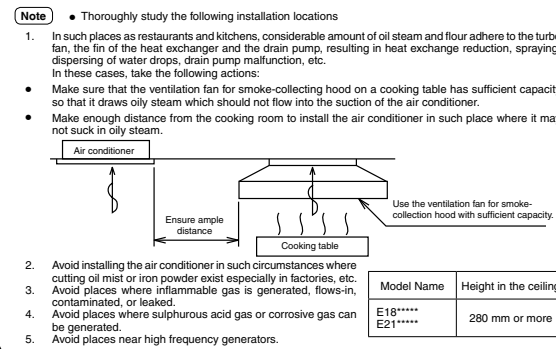 Note
● Thoroughly study the following installation locations
1. In such places as restaurants and kitchens, considerable amount of oil steam and flour adhere to the turbo
fan, the fin of the heat exchanger and the drain pump, resulting in heat exchange reduction, spraying,
dispersing of water drops, drain pump malfunction, etc.
In these cases, take the following actions:
● Make sure that the ventilation fan for smoke-collecting hood on a cooking table has sufficient capacity
so that it draws oily steam which should not flow into the suction of the air conditioner.
● Make enough distance from the cooking room to install the air conditioner in such place where it may
not suck in oily steam.
Air conditioner
Ensure ample
distance
Cooking table
Use the ventilation fan for smoke-
collection hood with sufficient capacity.
2. Avoid installing the air conditioner in such circumstances where
cutting oil mist or iron powder exist especially in factories, etc.
3. Avoid places where inflammable gas is generated, flows-in,
contaminated, or leaked.
4. Avoid places where sulphurous acid gas or corrosive gas can
be generated.
5. Avoid places near high frequency generators.
Model Name Height in the ceiling
E18*****
E21*****
280 mm or more